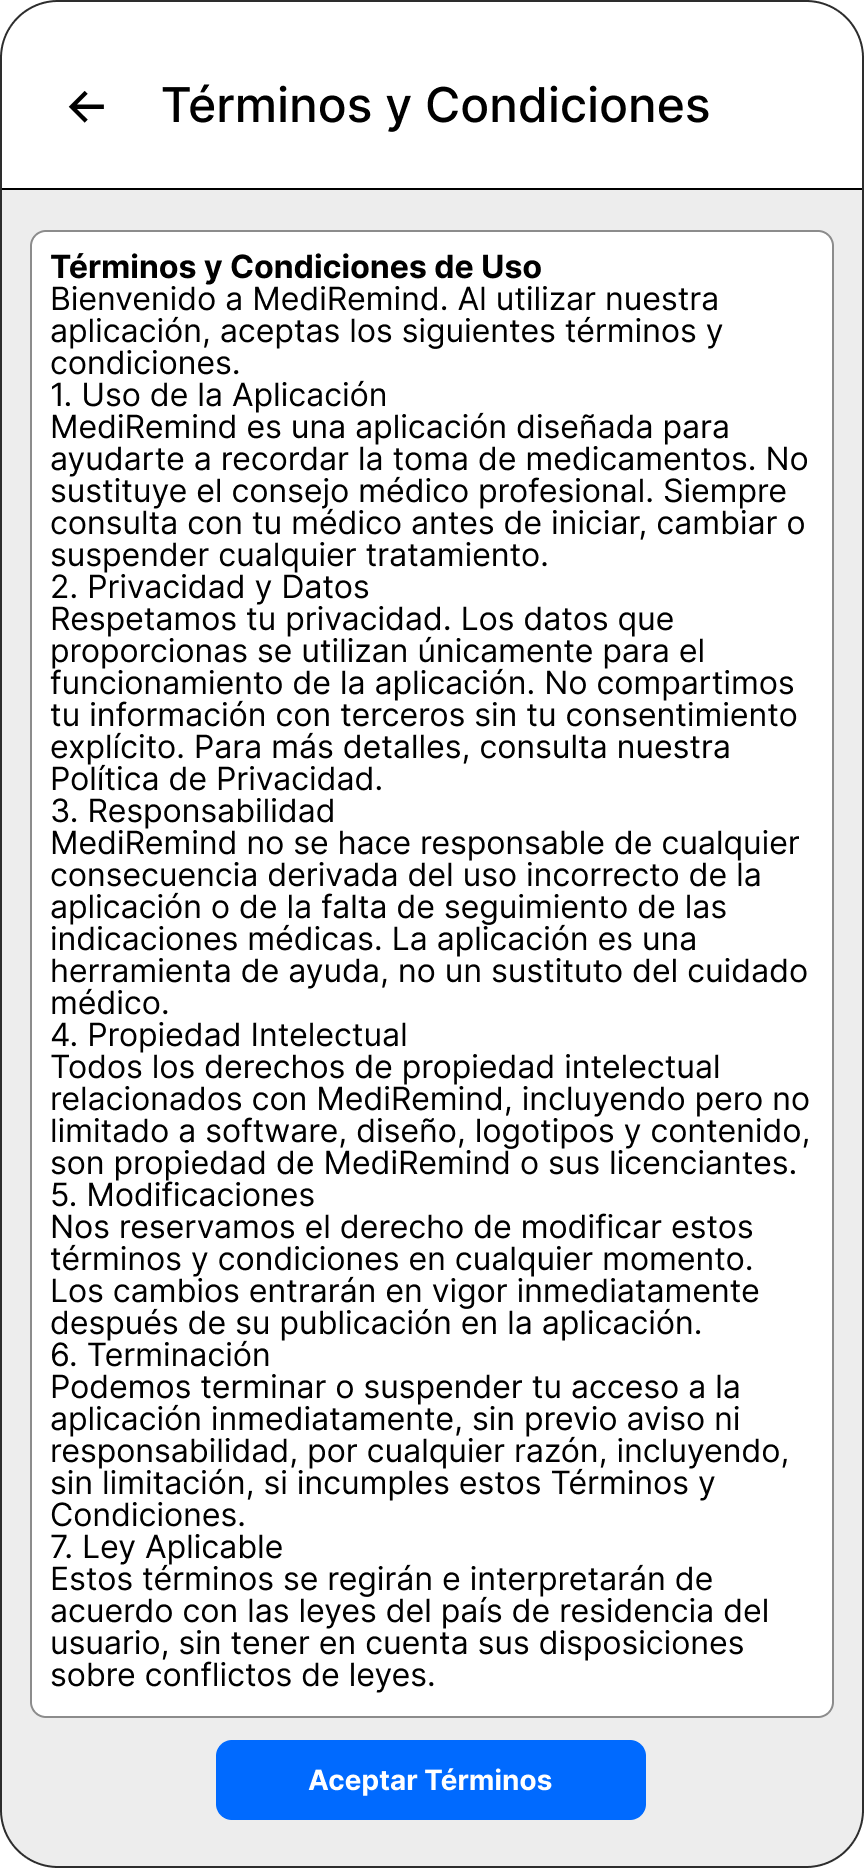 Términos y Condiciones
Términos y Condiciones de Uso
Bienvenido a MediRemind. Al utilizar nuestra
aplicación, aceptas los siguientes términos y
condiciones.
1. Uso de la Aplicación
MediRemind es una aplicación diseñada para
ayudarte a recordar la toma de medicamentos. No
sustituye el consejo médico profesional. Siempre
consulta con tu médico antes de iniciar, cambiar o
suspender cualquier tratamiento.
2. Privacidad y Datos
Respetamos tu privacidad. Los datos que
proporcionas se utilizan únicamente para el
funcionamiento de la aplicación. No compartimos
tu información con terceros sin tu consentimiento
explícito. Para más detalles, consulta nuestra
Política de Privacidad.
3. Responsabilidad
MediRemind no se hace responsable de cualquier
consecuencia derivada del uso incorrecto de la
aplicación o de la falta de seguimiento de las
indicaciones médicas. La aplicación es una
herramienta de ayuda, no un sustituto del cuidado
médico.
4. Propiedad Intelectual
Todos los derechos de propiedad intelectual
relacionados con MediRemind, incluyendo pero no
limitado a software, diseño, logotipos y contenido,
son propiedad de MediRemind o sus licenciantes.
5. Modificaciones
Nos reservamos el derecho de modificar estos
términos y condiciones en cualquier momento.
Los cambios entrarán en vigor inmediatamente
después de su publicación en la aplicación.
6. Terminación
Podemos terminar o suspender tu acceso a la
aplicación inmediatamente, sin previo aviso ni
responsabilidad, por cualquier razón, incluyendo,
sin limitación, si incumples estos Términos y
Condiciones.
7. Ley Aplicable
Estos términos se regirán e interpretarán de
acuerdo con las leyes del país de residencia del
usuario, sin tener en cuenta sus disposiciones
sobre conflictos de leyes.
Aceptar Términos